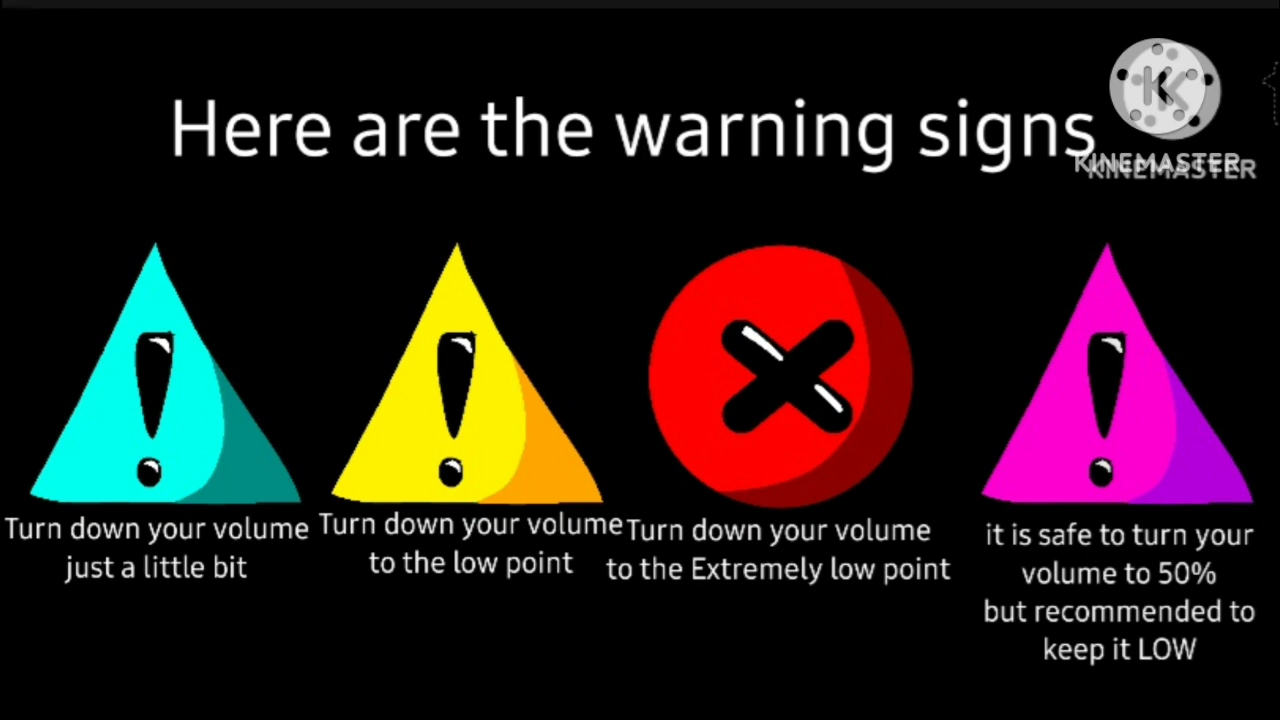 Here are the warning signs
KINEMASTER
KINEMASTER
Turn down your volume
just a little bit
Turn down your volume
to the low point
Turn down your volume
to the Extremely low point
it is safe to turn your
volume to 50%
but recommended to
keep it LOW